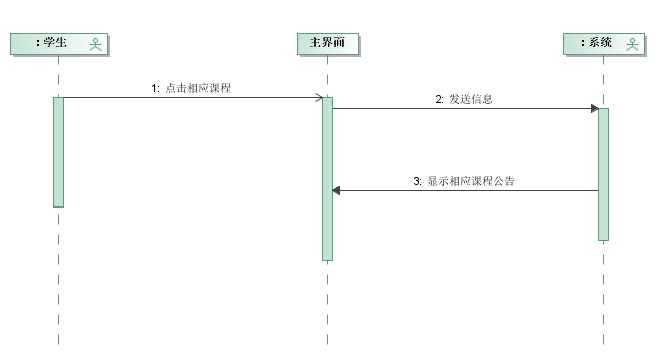 : 学生
主界面
: 系统
1: 点击相应课程
2: 发送信息
3: 显示相应课程公告